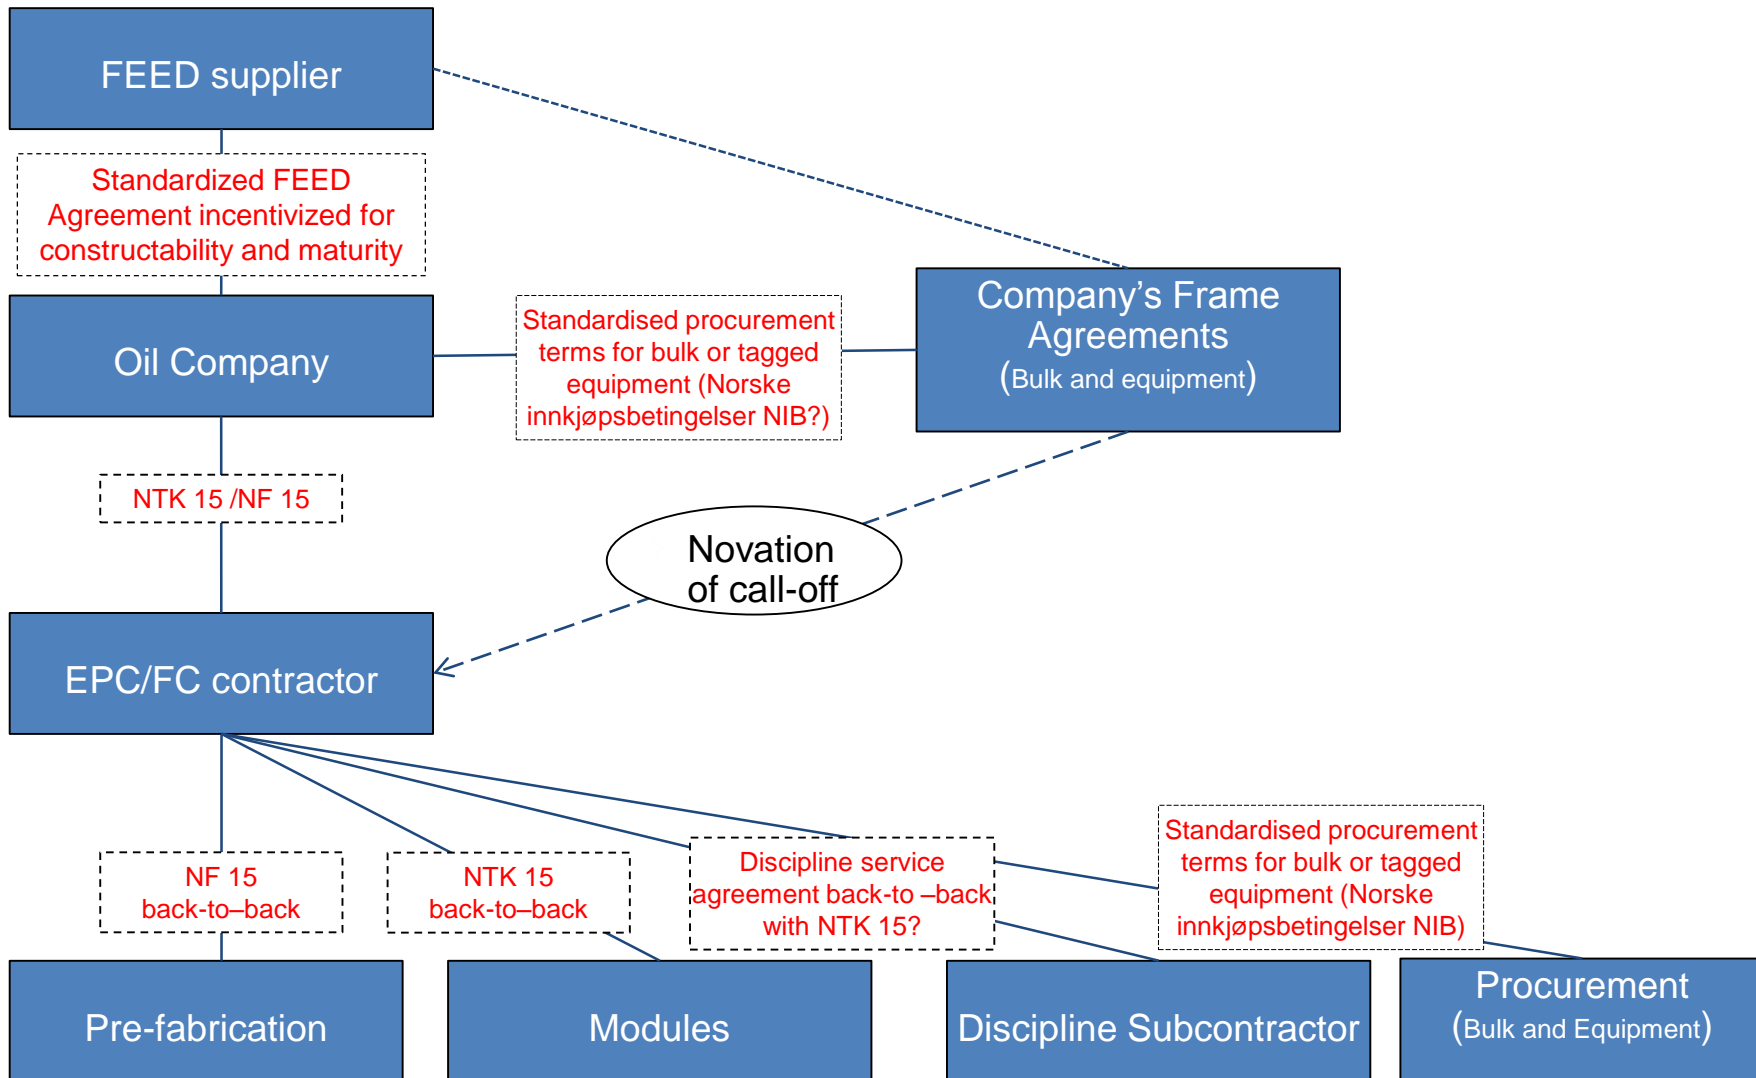 FEED supplier
Standardized FEED
Agreement incentivized for
constructability and maturity
Oil Company
Standardised procurement
terms for bulk or tagged
equipment (Norske
innkjøpsbetingelser NIB?)
Company’s Frame
Agreements
(Bulk and equipment)
NTK 15 /NF 15
Novation
of call-off
EPC/FC contractor
NF 15
back-to–back
NTK 15
back-to–back
Discipline service
agreement back-to –back
with NTK 15?
Standardised procurement
terms for bulk or tagged
equipment (Norske
innkjøpsbetingelser NIB)
Pre-fabrication
Modules
Discipline Subcontractor
Procurement
(Bulk and Equipment)